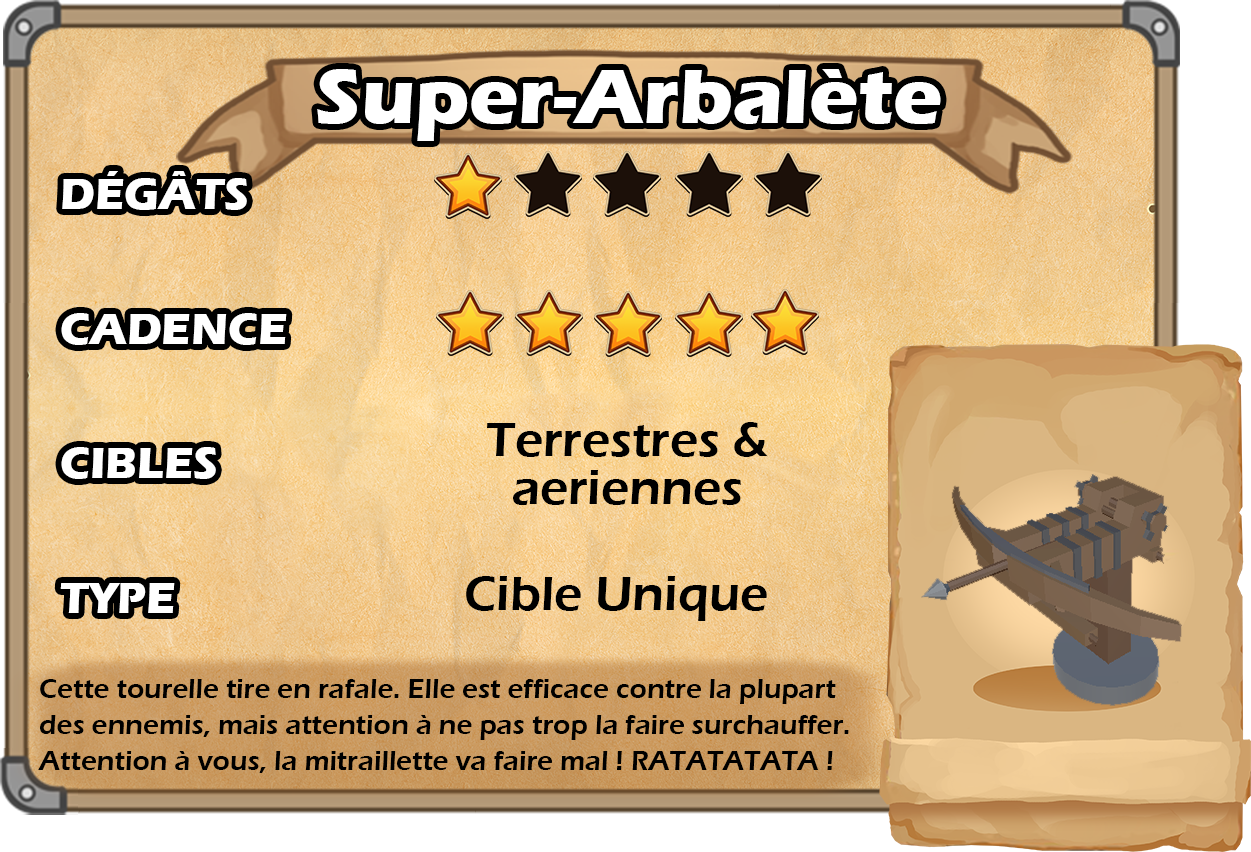 Super-Arbalète
DÉGÂTS
CADENCE
CIBLES
Terrestres &
aeriennes
TYPE
Cible Unique
Cette tourelle tire en rafale. Elle est efficace contre la plupart
des ennemis, mais attention à ne pas trop la faire surchauffer.
Attention à vous, la mitraillette va faire mal ! RATATATATA !